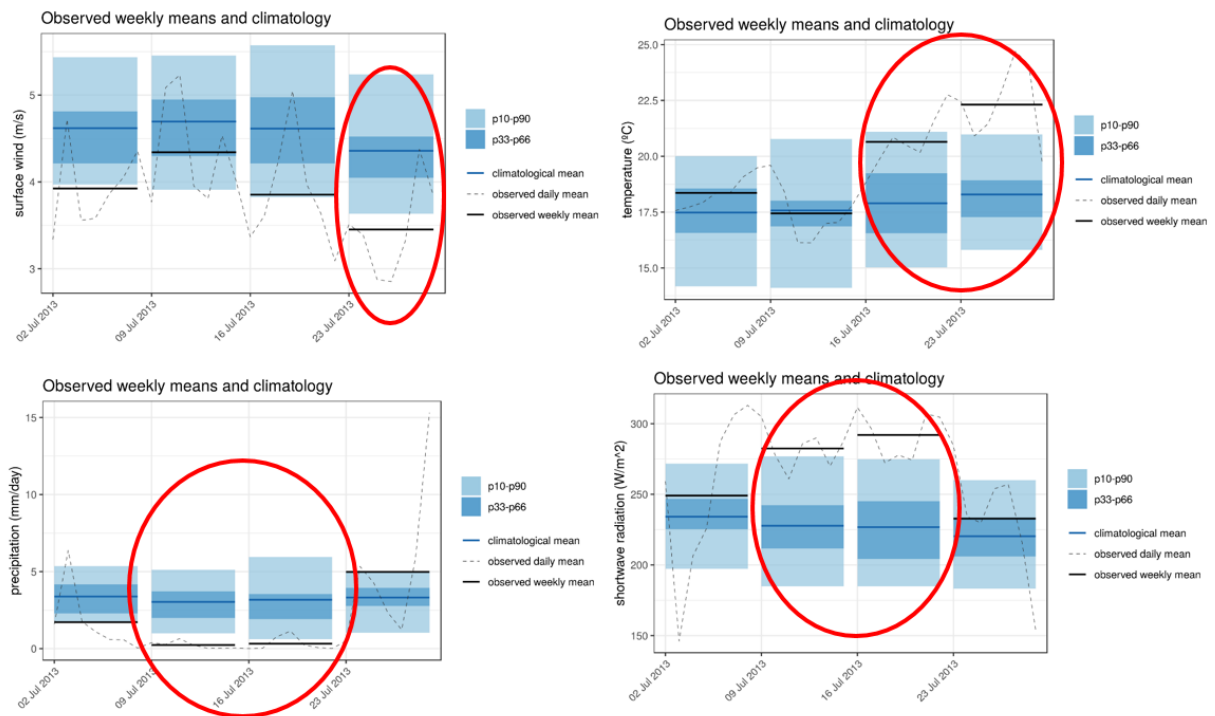 Observed weekly means and climatology
surface wind (m/s)
5
4
3
02 Jul 2013
09 Jul 2013
16 Jul 2013
23 Jul 2013
p10-p90
p33-p66
climatological mean
observed daily mean
observed weekly mean
Observed weekly means and climatology
temperature (ºC)
25.0
22.5
20.0
17.5
15.0
02 Jul 2013
09 Jul 2013
16 Jul 2013
23 Jul 2013
p10-p90
p33-p66
climatological mean
observed daily mean
observed weekly mean
Observed weekly means and climatology
precipitation (mm/day)
15
10
5
0
02 Jul 2013
09 Jul 2013
16 Jul 2013
23 Jul 2013
p10-p90
p33-p66
climatological mean
observed daily mean
observed weekly mean
Observed weekly means and climatology
shortwave radiation (W/m^2)
300
250
200
150
02 Jul 2013
09 Jul 2013
16 Jul 2013
23 Jul 2013
p10-p90
p33-p66
climatological mean
observed daily mean
observed weekly mean